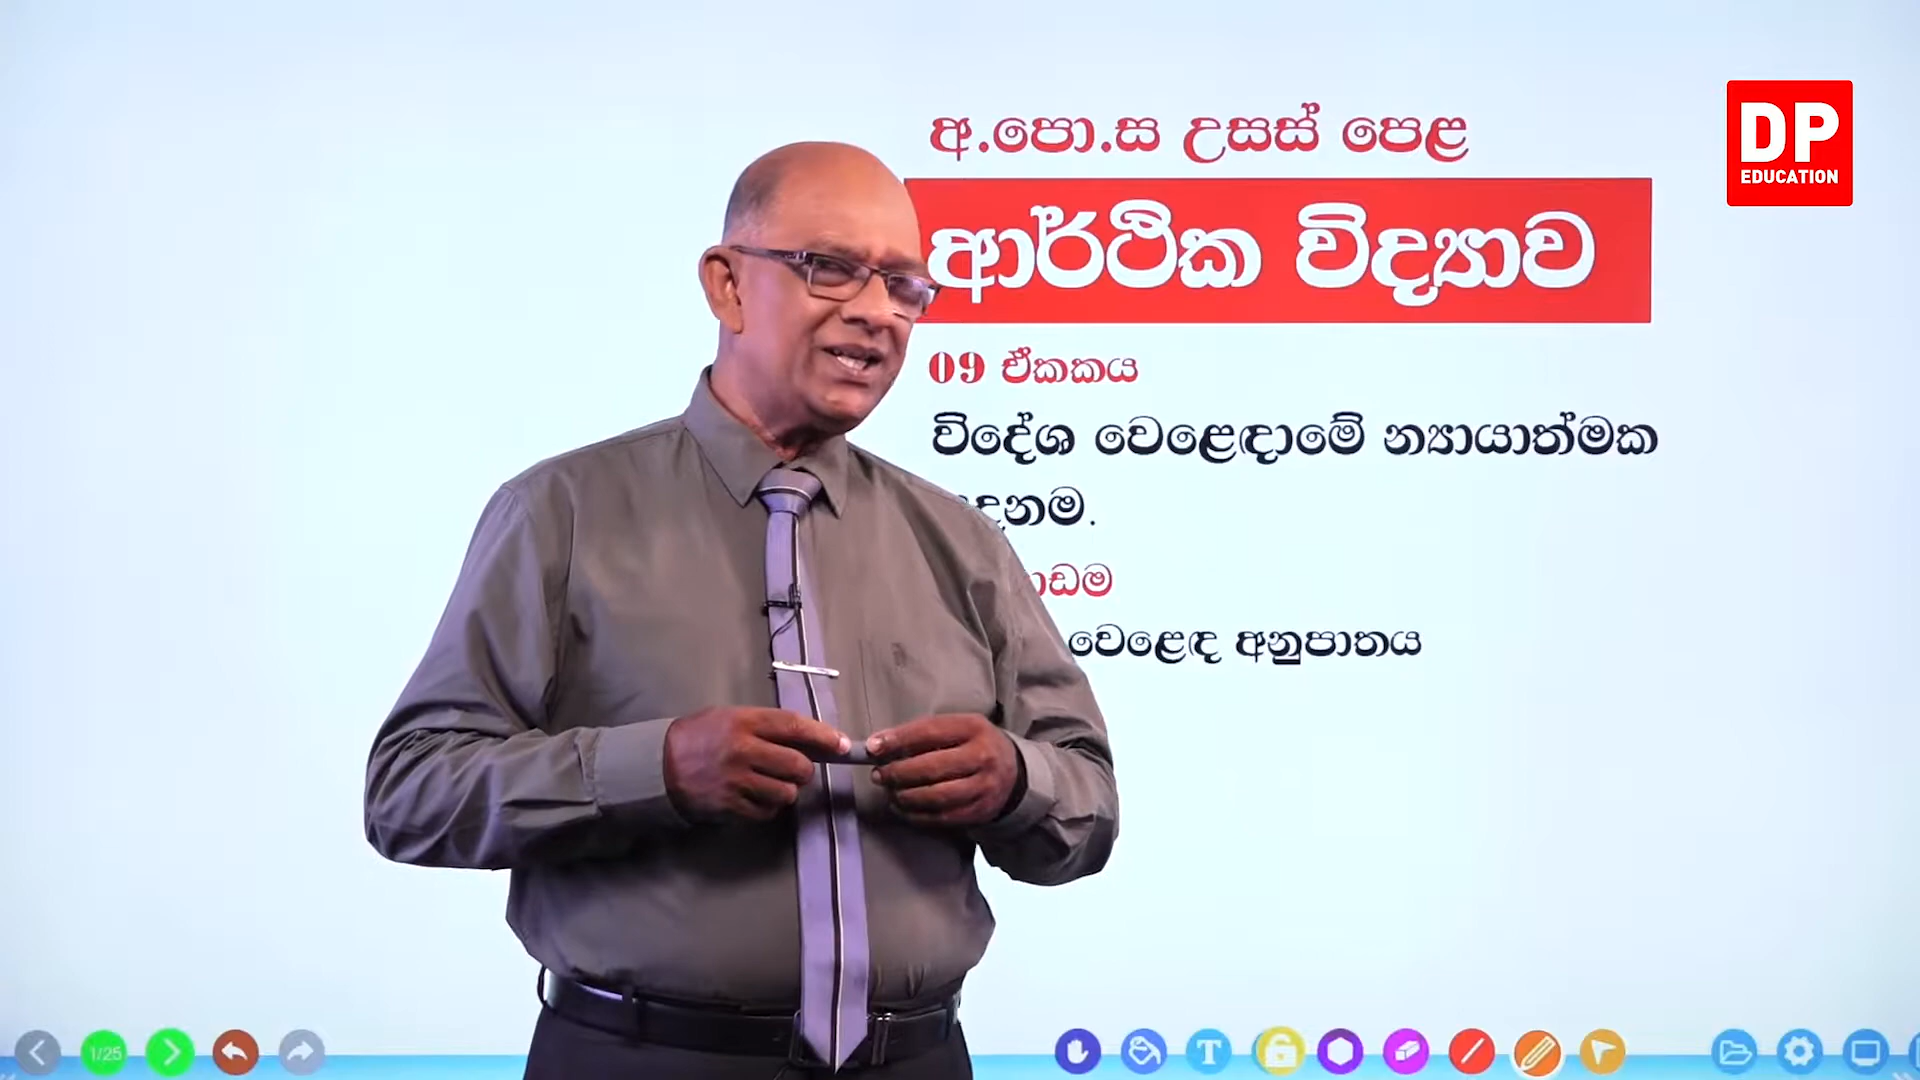 අ.පො.ස උසස් පෙළ
DP
EDUCATION
ආර්ථික විද්‍යාව
09 ඒකකය
විදේශ වෙළෙඳාමේ න්‍යායාත්මක
වෙළෙඳ අනුපාතය
1/25
T